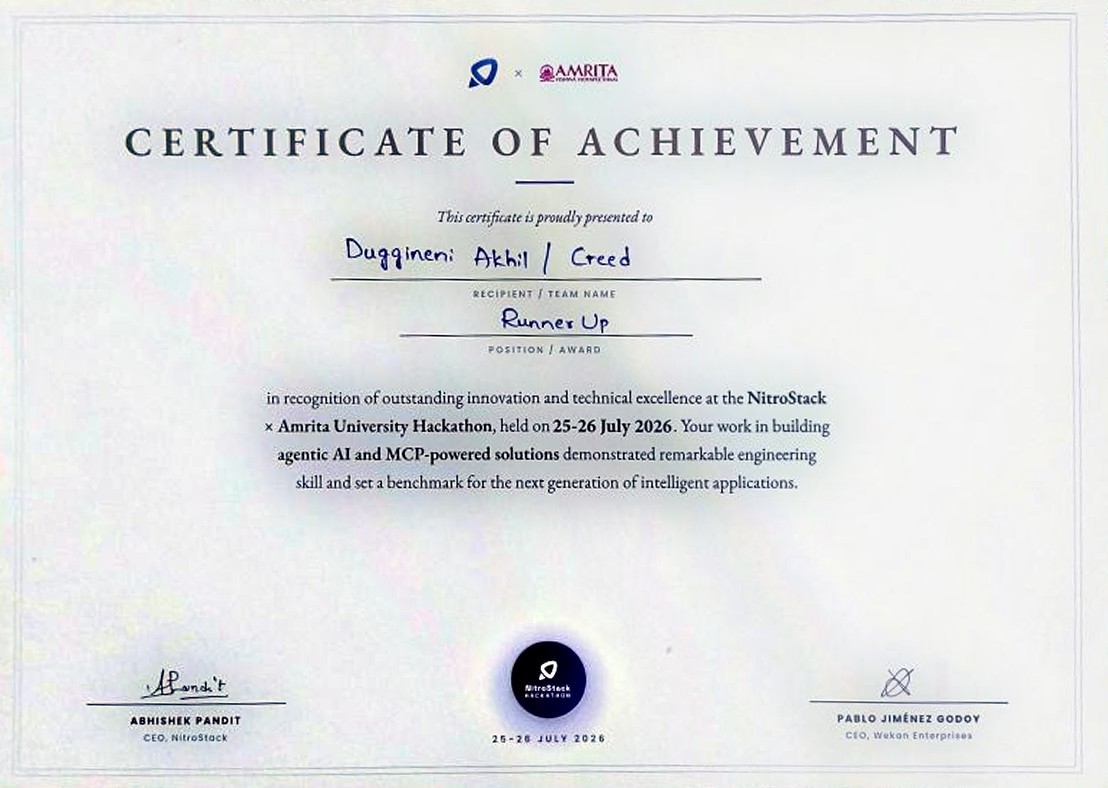 ×
AMRITA
VISHWA VIDYAPEETHAM
CERTIFICATE OF ACHIEVEMENT
This certificate is proudly presented to
Duggineni Akhil / Creed
RECIPIENT / TEAM NAME
Runner Up
POSITION / AWARD
in recognition of outstanding innovation and technical excellence at the NitroStack
× Amrita University Hackathon, held on 25-26 July 2026. Your work in building
agentic AI and MCP-powered solutions demonstrated remarkable engineering
skill and set a benchmark for the next generation of intelligent applications.
APandit
ABHISHEK PANDIT
CEO, NitroStack
NitroStack
HACKATHON
25-26 JULY 2026
PABLO JIMÉNEZ GODOY
CEO, Wekan Enterprises